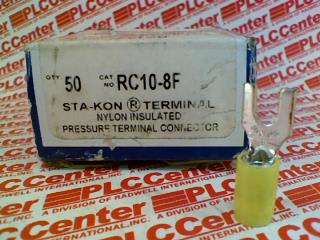 QTY 50 CAT NO RC10-8F
STA-KON ® TERMINAL
NYLON INSULATED
PRESSURE TERMINAL CONNECTOR
PLCCenter
A DIVISION OF RADWELL INTERNATIONAL, INC.